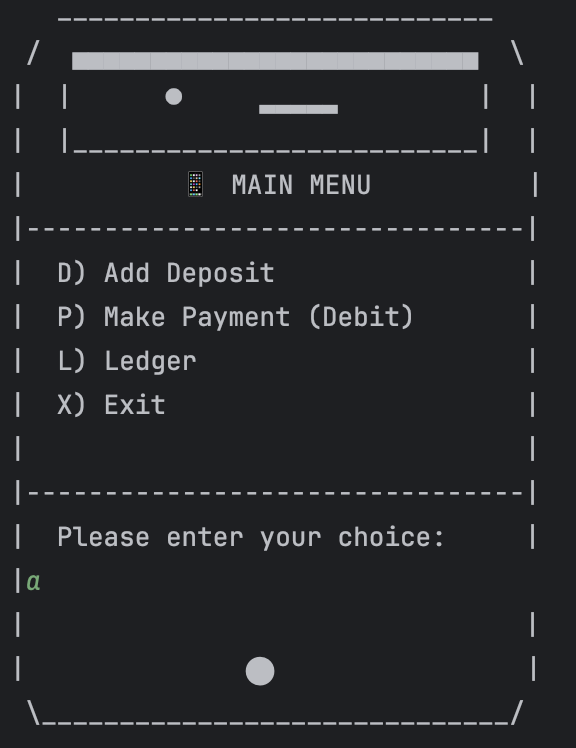 📱 MAIN MENU
D) Add Deposit
P) Make Payment (Debit)
L) Ledger
X) Exit
Please enter your choice:
a